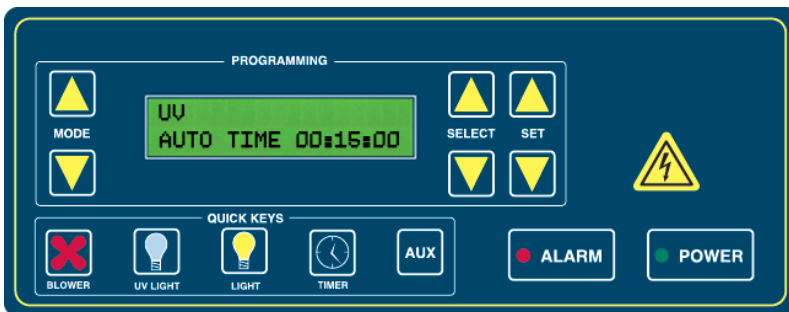 PROGRAMMING
MODE
UV
AUTO TIME 00:15:00
SELECT
SET
QUICK KEYS
BLOWER
UV LIGHT
LIGHT
TIMER
AUX
ALARM
POWER